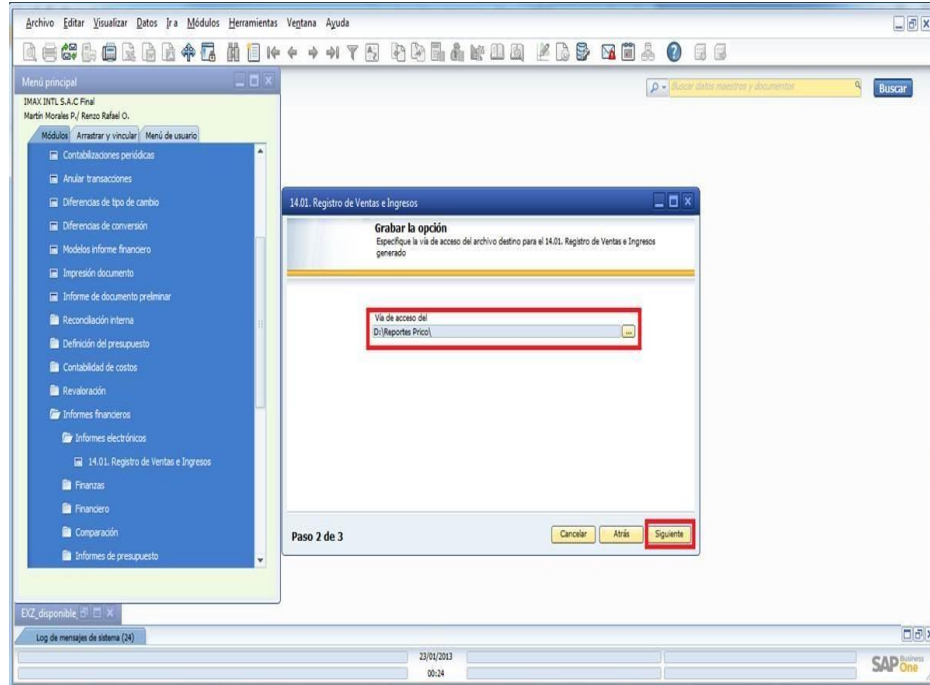 Archivo Editar Visualizar Datos Ir a Módulos Herramientas Ventana Ayuda
Menú principal
Buscar datos maestros y documentos
Buscar
IMAX INTL S.A.C Final
Martín Morales P./ Renzo Rafael O.
Módulos Arrastrar y vincular Menú de usuario
Contabilizaciones periódicas
Anular transacciones
Diferencias de tipo de cambio
Diferencias de conversión
Modelos informe financiero
Impresión documento
Informe de documento preliminar
Reconciliación interna
Definición del presupuesto
Contabilidad de costos
Revaloración
Informes financieros
Informes electrónicos
14.01. Registro de Ventas e Ingresos
Finanzas
Financiero
Comparación
Informes de presupuesto
14.01. Registro de Ventas e Ingresos
Grabar la opción
Especifique la vía de acceso del archivo destino para el 14.01. Registro de Ventas e Ingresos
generado
Vía de acceso del
D:\Reportes Prico\
...
Paso 2 de 3
Cancelar Atrás Siguiente
EXZ_disponible
Log de mensajes de sistema (24)
23/01/2013
00:24
SAP Business One